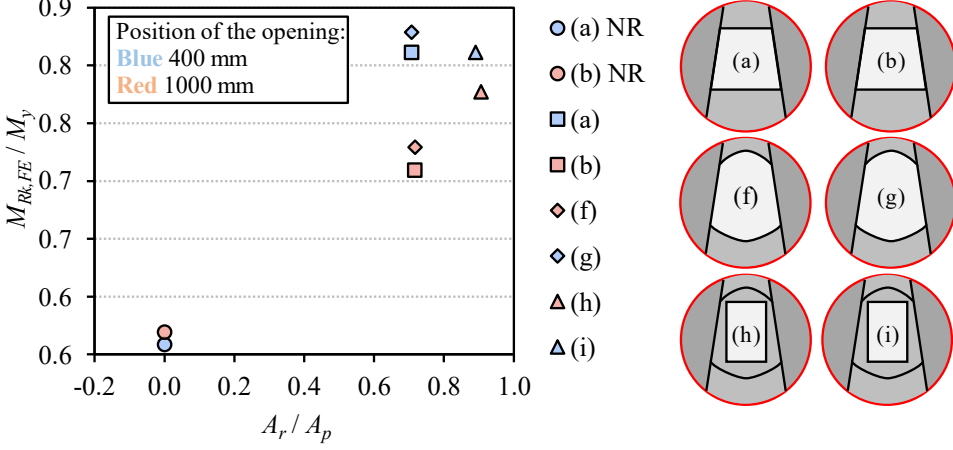 0.9
0.8
0.8
0.7
0.7
0.6
0.6
M_{Rk,FE} / M_y
Position of the opening:
Blue 400 mm
Red 1000 mm
-0.2 0.0 0.2 0.4 0.6 0.8 1.0
A_r / A_p
(a) NR
(b) NR
(a)
(b)
(f)
(g)
(h)
(i)
(a) (b)
(f) (g)
(h) (i)